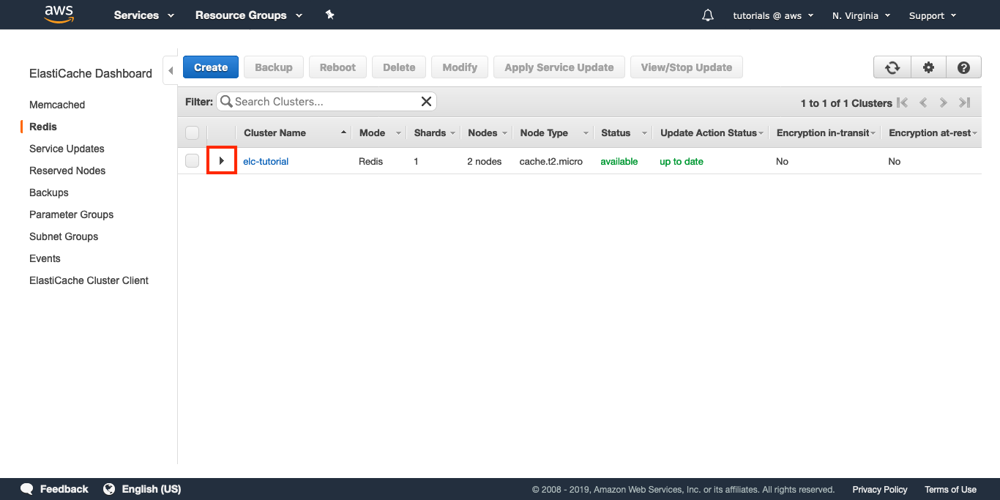 aws Services Resource Groups tutorials @ aws N. Virginia Support
ElastiCache Dashboard
Memcached
Redis
Service Updates
Reserved Nodes
Backups
Parameter Groups
Subnet Groups
Events
ElastiCache Cluster Client
Create Backup Reboot Delete Modify Apply Service Update View/Stop Update
Filter: Search Clusters... 1 to 1 of 1 Clusters
Cluster Name Mode Shards Nodes Node Type Status Update Action Status Encryption in-transit Encryption at-rest
elc-tutorial Redis 1 2 nodes cache.t2.micro available up to date No No
Feedback English (US) © 2008 - 2019, Amazon Web Services, Inc. or its affiliates. All rights reserved. Privacy Policy Terms of Use